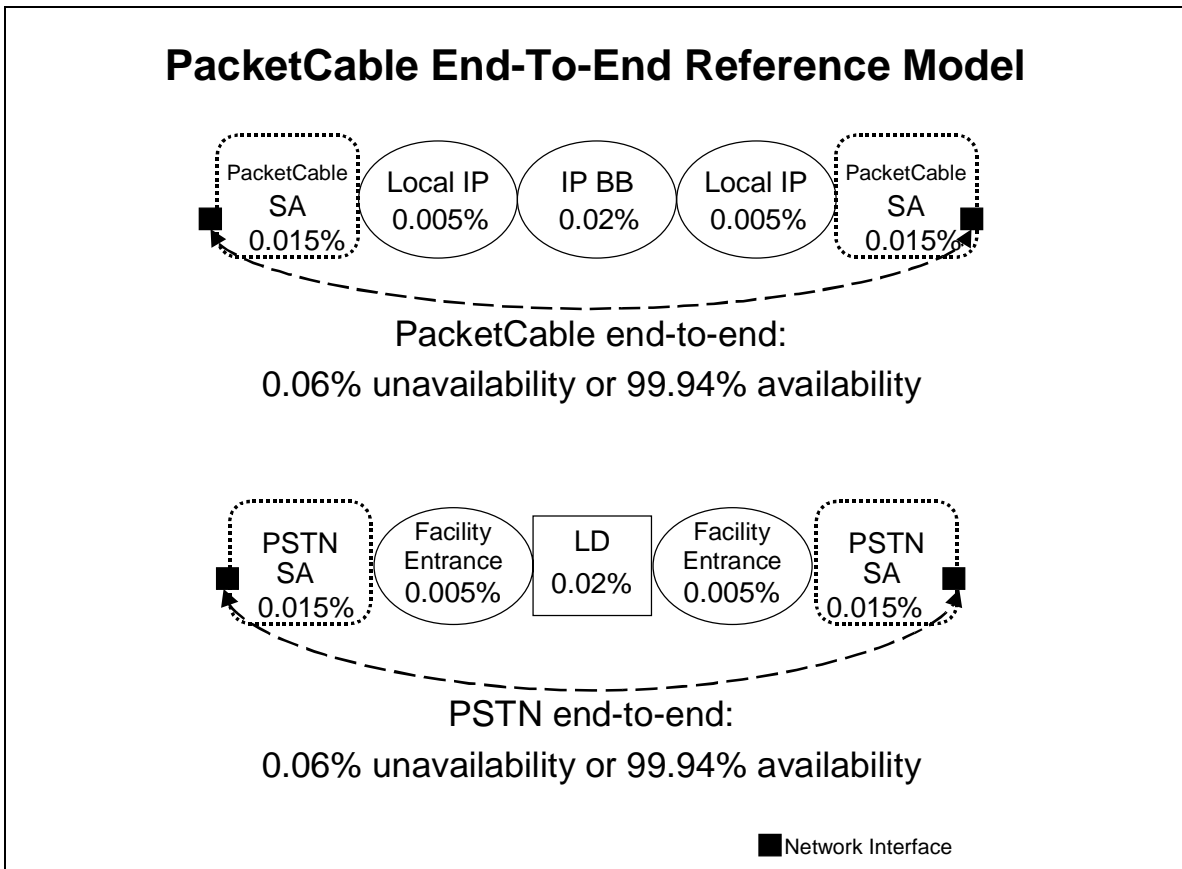 PacketCable End-To-End Reference Model
PacketCable
SA
0.015%
Local IP
0.005%
IP BB
0.02%
Local IP
0.005%
PacketCable
SA
0.015%
PacketCable end-to-end:
0.06% unavailability or 99.94% availability
PSTN
SA
0.015%
Facility
Entrance
0.005%
LD
0.02%
Facility
Entrance
0.005%
PSTN
SA
0.015%
PSTN end-to-end:
0.06% unavailability or 99.94% availability
Network Interface